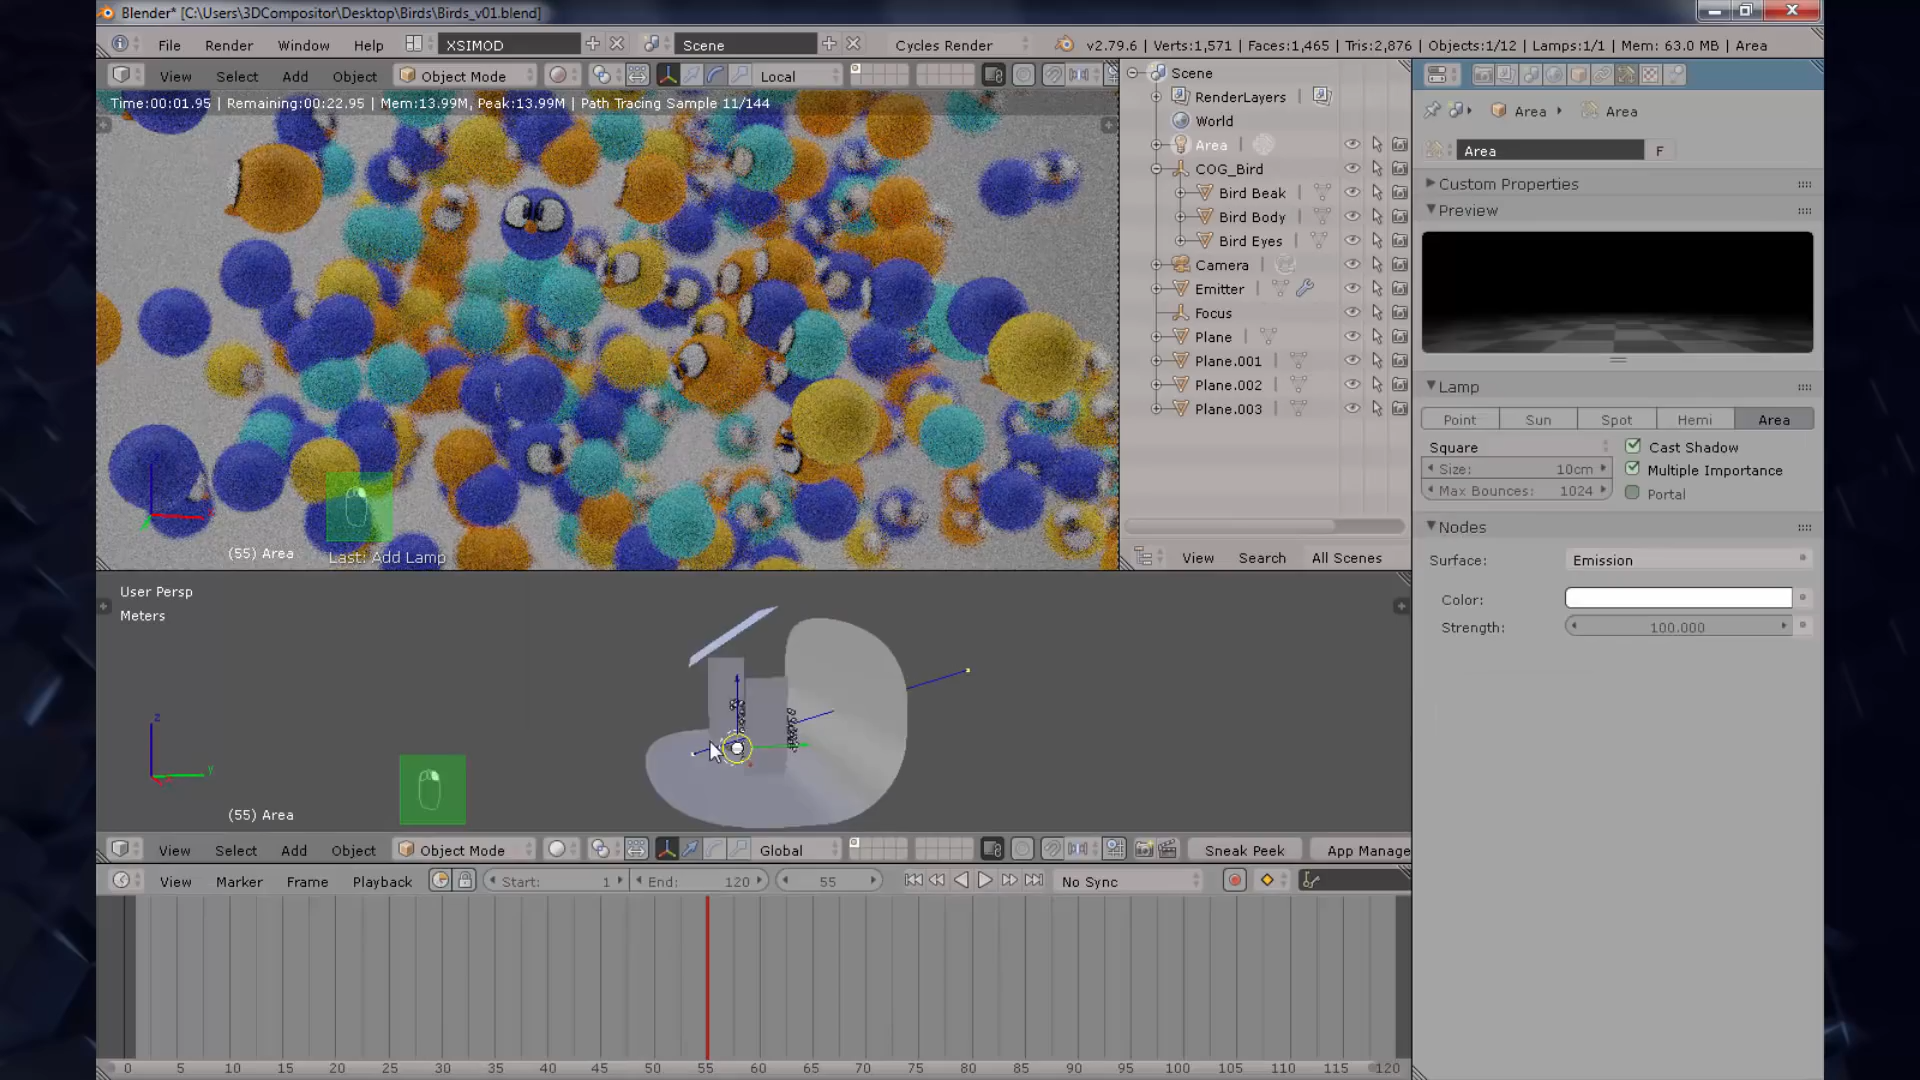 Blender* [C:\Users\3DCompositor\Desktop\Birds\Birds_v01.blend]
File Render Window Help XSIMOD Scene Cycles Render v2.79.6 | Verts:1,571 | Faces:1,465 | Tris:2,876 | Objects:1/12 | Lamps:1/1 | Mem: 63.0 MB | Area
View Select Add Object Object Mode Local
Time:00:01.95 | Remaining:00:22.95 | Mem:13.99M, Peak:13.99M | Path Tracing Sample 11/144
(55) Area
Last: Add Lamp
Scene
RenderLayers
World
Area
COG_Bird
Bird Beak
Bird Body
Bird Eyes
Camera
Emitter
Focus
Plane
Plane.001
Plane.002
Plane.003
View Search All Scenes
Area Area
Area F
Custom Properties
Preview
Lamp
Point Sun Spot Hemi Area
Square Cast Shadow
Size: 10cm Multiple Importance
Max Bounces: 1024 Portal
Nodes
Surface: Emission
Color:
Strength: 100.000
User Persp
Meters
z
y
(55) Area
View Select Add Object Object Mode Global Sneak Peek App Manage
View Marker Frame Playback Start: 1 End: 120 55 No Sync
0 5 10 15 20 25 30 35 40 45 50 55 60 65 70 75 80 85 90 95 100 105 110 115 120